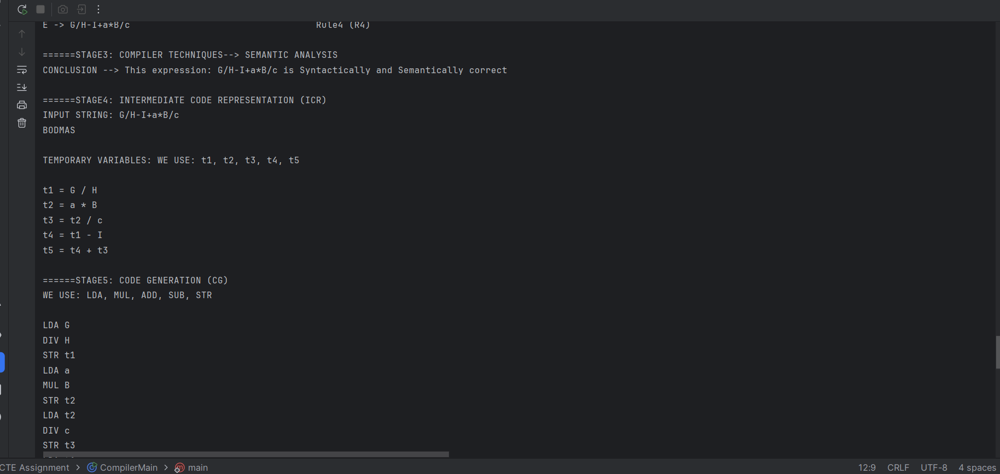 E -> G/H-I+a*B/c                                  Rule4 (R4)
======STAGE3: COMPILER TECHNIQUES--> SEMANTIC ANALYSIS
CONCLUSION --> This expression: G/H-I+a*B/c is Syntactically and Semantically correct
======STAGE4: INTERMEDIATE CODE REPRESENTATION (ICR)
INPUT STRING: G/H-I+a*B/c
BODMAS
TEMPORARY VARIABLES: WE USE: t1, t2, t3, t4, t5
t1 = G / H
t2 = a * B
t3 = t2 / c
t4 = t1 - I
t5 = t4 + t3
======STAGE5: CODE GENERATION (CG)
WE USE: LDA, MUL, ADD, SUB, STR
LDA G
DIV H
STR t1
LDA a
MUL B
STR t2
LDA t2
DIV c
STR t3
CTE Assignment > CompilerMain > main 12:9 CRLF UTF-8 4 spaces